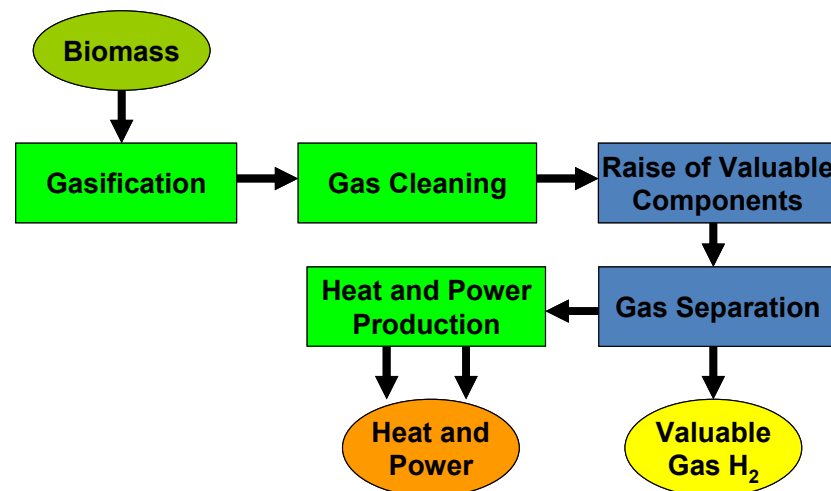 Biomass
Gasification
Gas Cleaning
Raise of Valuable
Components
Heat and Power
Production
Gas Separation
Heat and
Power
Valuable
Gas H₂